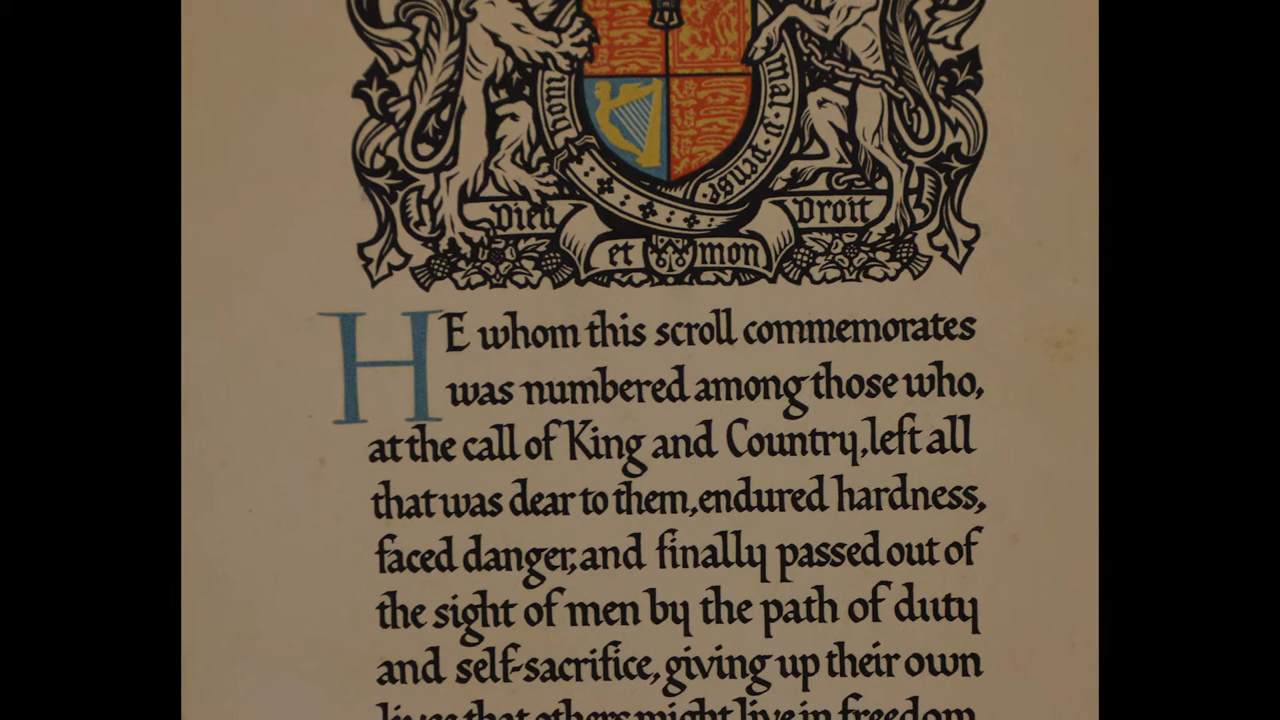 homi
mal·y·pense
Dieu
Droit
et mon
HE whom this scroll commemorates
was numbered among those who,
at the call of King and Country, left all
that was dear to them, endured hardness,
faced danger, and finally passed out of
the sight of men by the path of duty
and self-sacrifice, giving up their own
lives that others might live in freedom.